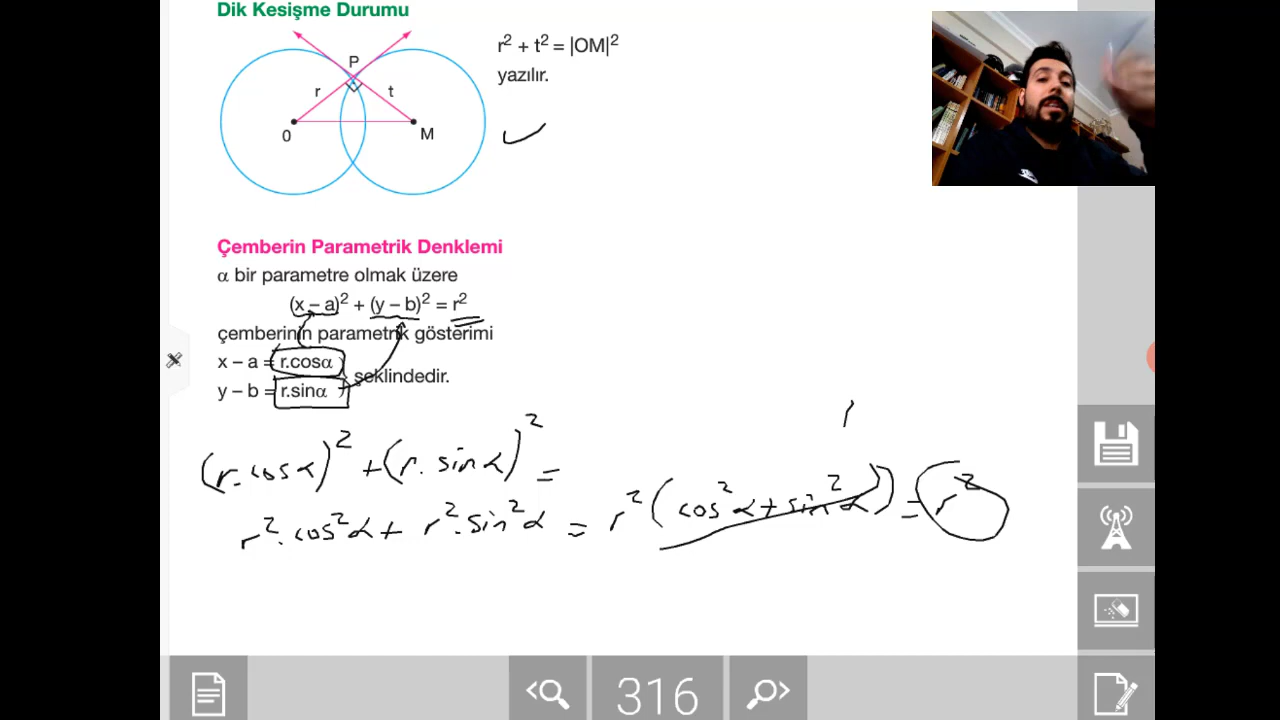 Dik Kesişme Durumu
r² + t² = |OM|²
yazılır.
P
r
t
0
M
Çemberin Parametrik Denklemi
α bir parametre olmak üzere
(x – a)² + (y – b)² = r²
çemberinin parametrik gösterimi
x – a = r.cosα
y – b = r.sinα
şeklindedir.
(r.cosα)² + (r.sinα)² =
r².cos²α + r².sin²α = r²(cos²α + sin²α) = r²
316